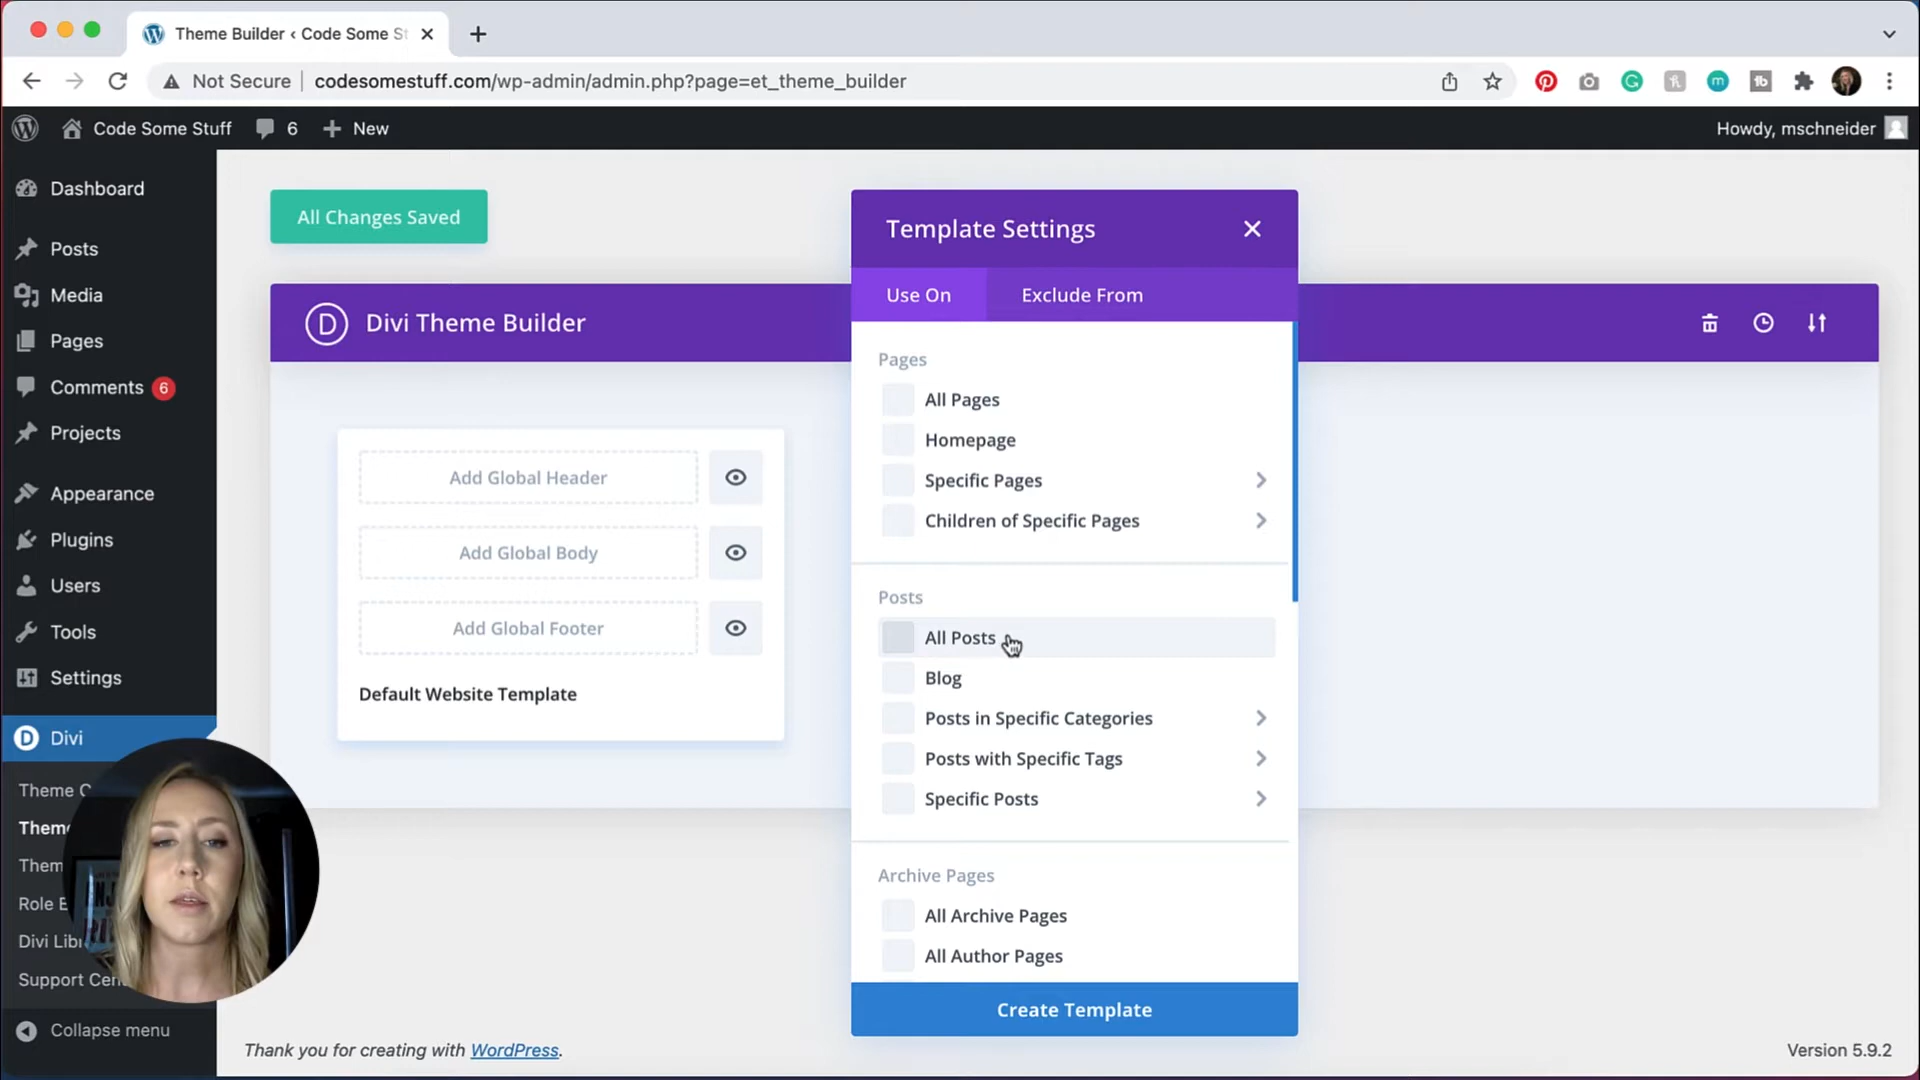 Theme Builder ‹ Code Some St
Not Secure
codesomestuff.com/wp-admin/admin.php?page=et_theme_builder
Code Some Stuff
6
New
Howdy, mschneider
Dashboard
Posts
Media
Pages
Comments 6
Projects
Appearance
Plugins
Users
Tools
Settings
Divi
Theme
Theme
Them
Role E
Divi Lib
Support Cen
Collapse menu
All Changes Saved
Divi Theme Builder
Add Global Header
Add Global Body
Add Global Footer
Default Website Template
Template Settings
Use On
Exclude From
Pages
All Pages
Homepage
Specific Pages
Children of Specific Pages
Posts
All Posts
Blog
Posts in Specific Categories
Posts with Specific Tags
Specific Posts
Archive Pages
All Archive Pages
All Author Pages
Create Template
Thank you for creating with WordPress.
Version 5.9.2